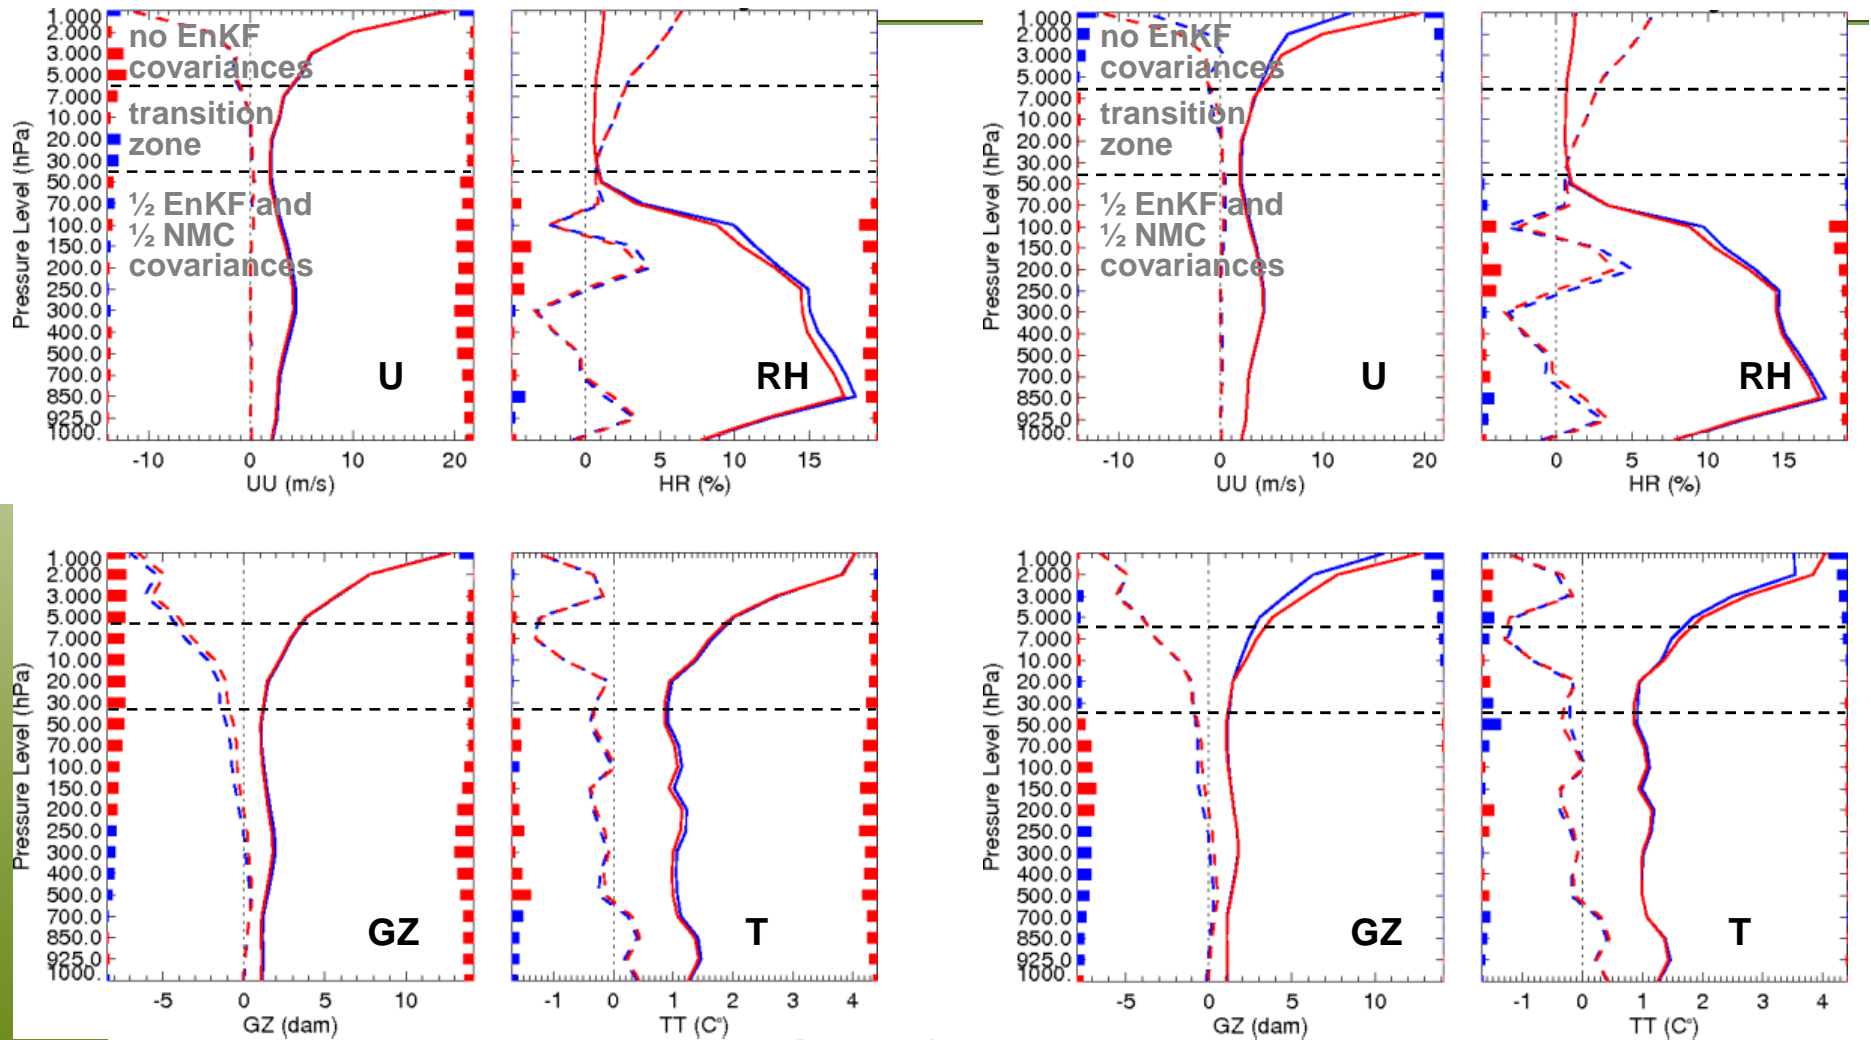 no EnKF
covariances
transition
zone
½ EnKF and
½ NMC
covariances
Pressure Level (hPa)
1.000
2.000
3.000
5.000
7.000
10.00
20.00
30.00
50.00
70.00
100.0
150.0
200.0
250.0
300.0
400.0
500.0
700.0
850.0
925.0
1000.
U
-10 0 10 20
UU (m/s)
RH
0 5 10 15
HR (%)
no EnKF
covariances
transition
zone
½ EnKF and
½ NMC
covariances
Pressure Level (hPa)
1.000
2.000
3.000
5.000
7.000
10.00
20.00
30.00
50.00
70.00
100.0
150.0
200.0
250.0
300.0
400.0
500.0
700.0
850.0
925.0
1000.
U
-10 0 10 20
UU (m/s)
RH
0 5 10 15
HR (%)
Pressure Level (hPa)
1.000
2.000
3.000
5.000
7.000
10.00
20.00
30.00
50.00
70.00
100.0
150.0
200.0
250.0
300.0
400.0
500.0
700.0
850.0
925.0
1000.
GZ
-5 0 5 10
GZ (dam)
T
-1 0 1 2 3 4
TT (C°)
Pressure Level (hPa)
1.000
2.000
3.000
5.000
7.000
10.00
20.00
30.00
50.00
70.00
100.0
150.0
200.0
250.0
300.0
400.0
500.0
700.0
850.0
925.0
1000.
GZ
-5 0 5 10
GZ (dam)
T
-1 0 1 2 3 4
TT (C°)